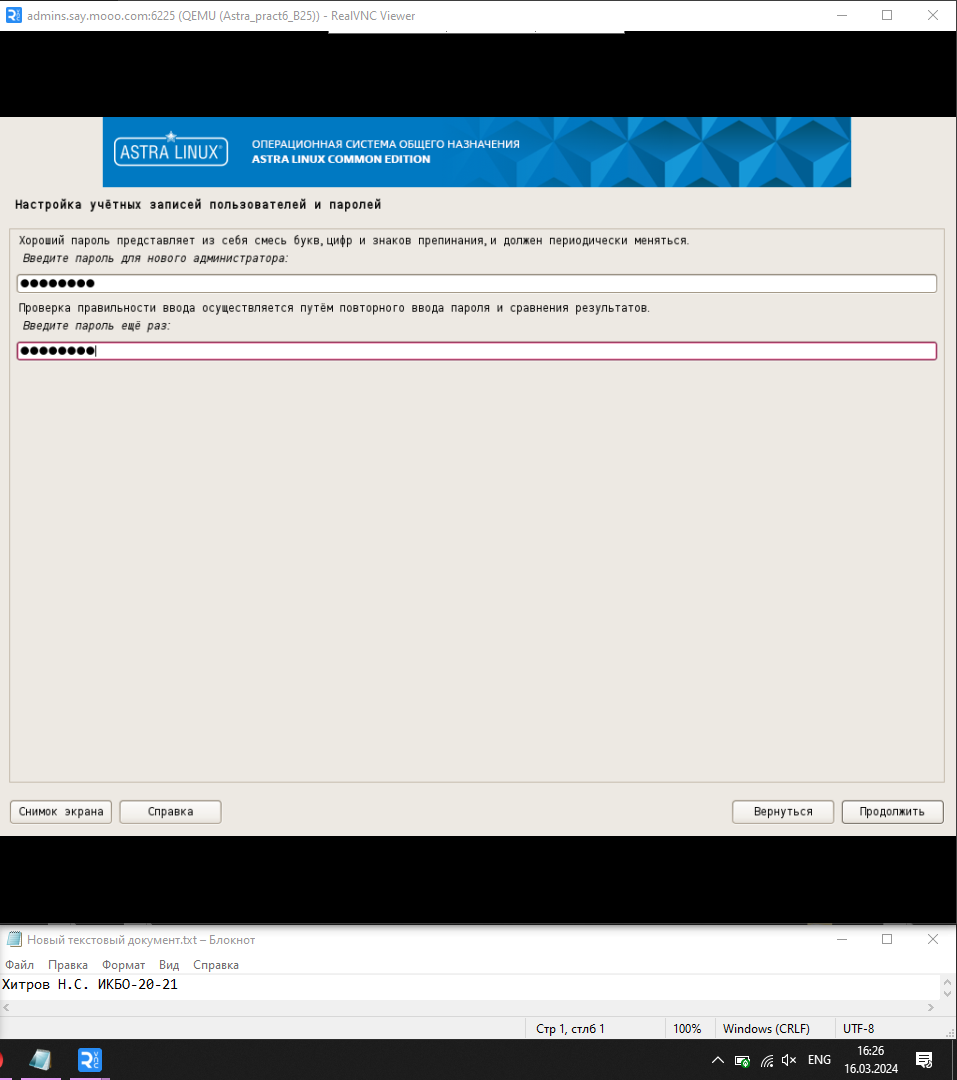 admins.say.mooo.com:6225 (QEMU (Astra_pract6_B25)) - RealVNC Viewer
ASTRA LINUX®
ОПЕРАЦИОННАЯ СИСТЕМА ОБЩЕГО НАЗНАЧЕНИЯ
ASTRA LINUX COMMON EDITION
Настройка учётных записей пользователей и паролей
Хороший пароль представляет из себя смесь букв, цифр и знаков препинания, и должен периодически меняться.
Введите пароль для нового администратора:
Проверка правильности ввода осуществляется путём повторного ввода пароля и сравнения результатов.
Введите пароль ещё раз:
Снимок экрана Справка Вернуться Продолжить
Новый текстовый документ.txt – Блокнот
Файл Правка Формат Вид Справка
Хитров Н.С. ИКБО-20-21
Стр 1, стлб 1 100% Windows (CRLF) UTF-8
ENG 16:26
16.03.2024